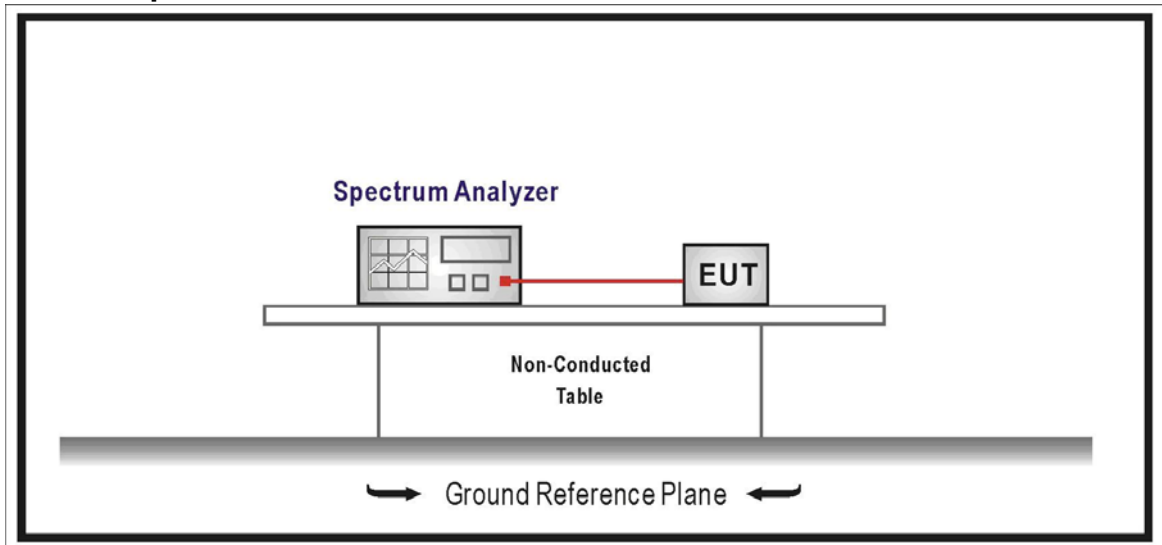 Spectrum Analyzer
EUT
Non-Conducted
Table
Ground Reference Plane